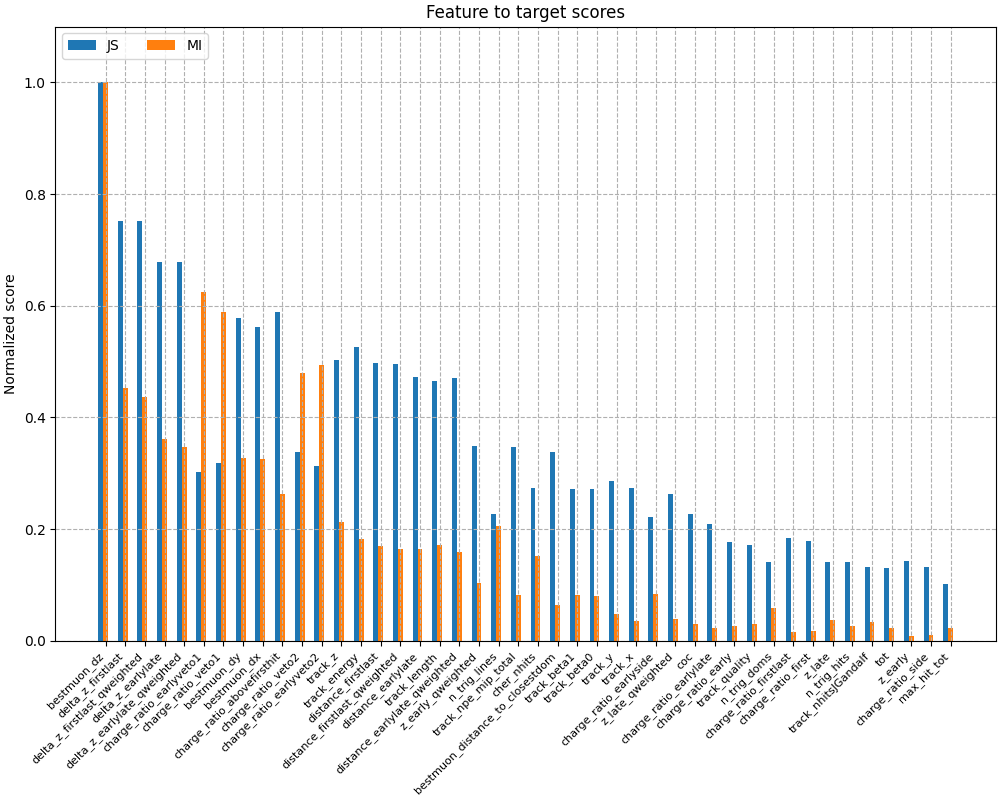 Feature to target scores
JS
MI
Normalized score
1.0
0.8
0.6
0.4
0.2
0.0
bestmuon_dz
delta_z_firstlast
delta_z_firstlast_qweighted
delta_z_earlylate
delta_z_earlylate_qweighted
charge_ratio_earlyveto1
charge_ratio_veto1
bestmuon_dy
bestmuon_dx
charge_ratio_abovefirsthit
charge_ratio_veto2
charge_ratio_earlyveto2
track_z
track_energy
distance_firstlast
distance_firstlast_qweighted
distance_earlylate
track_length
distance_earlylate_qweighted
z_early_qweighted
n_trig_lines
track_npe_mip_total
cher_nhits
bestmuon_distance_to_closestdom
track_beta1
track_beta0
track_y
track_x
charge_ratio_earlyside
z_late_qweighted
coc
charge_ratio_earlylate
charge_ratio_early
track_quality
n_trig_doms
charge_ratio_firstlast
charge_ratio_first
z_late
n_trig_hits
track_nhitsJGandalf
tot
z_early
charge_ratio_side
max_hit_tot